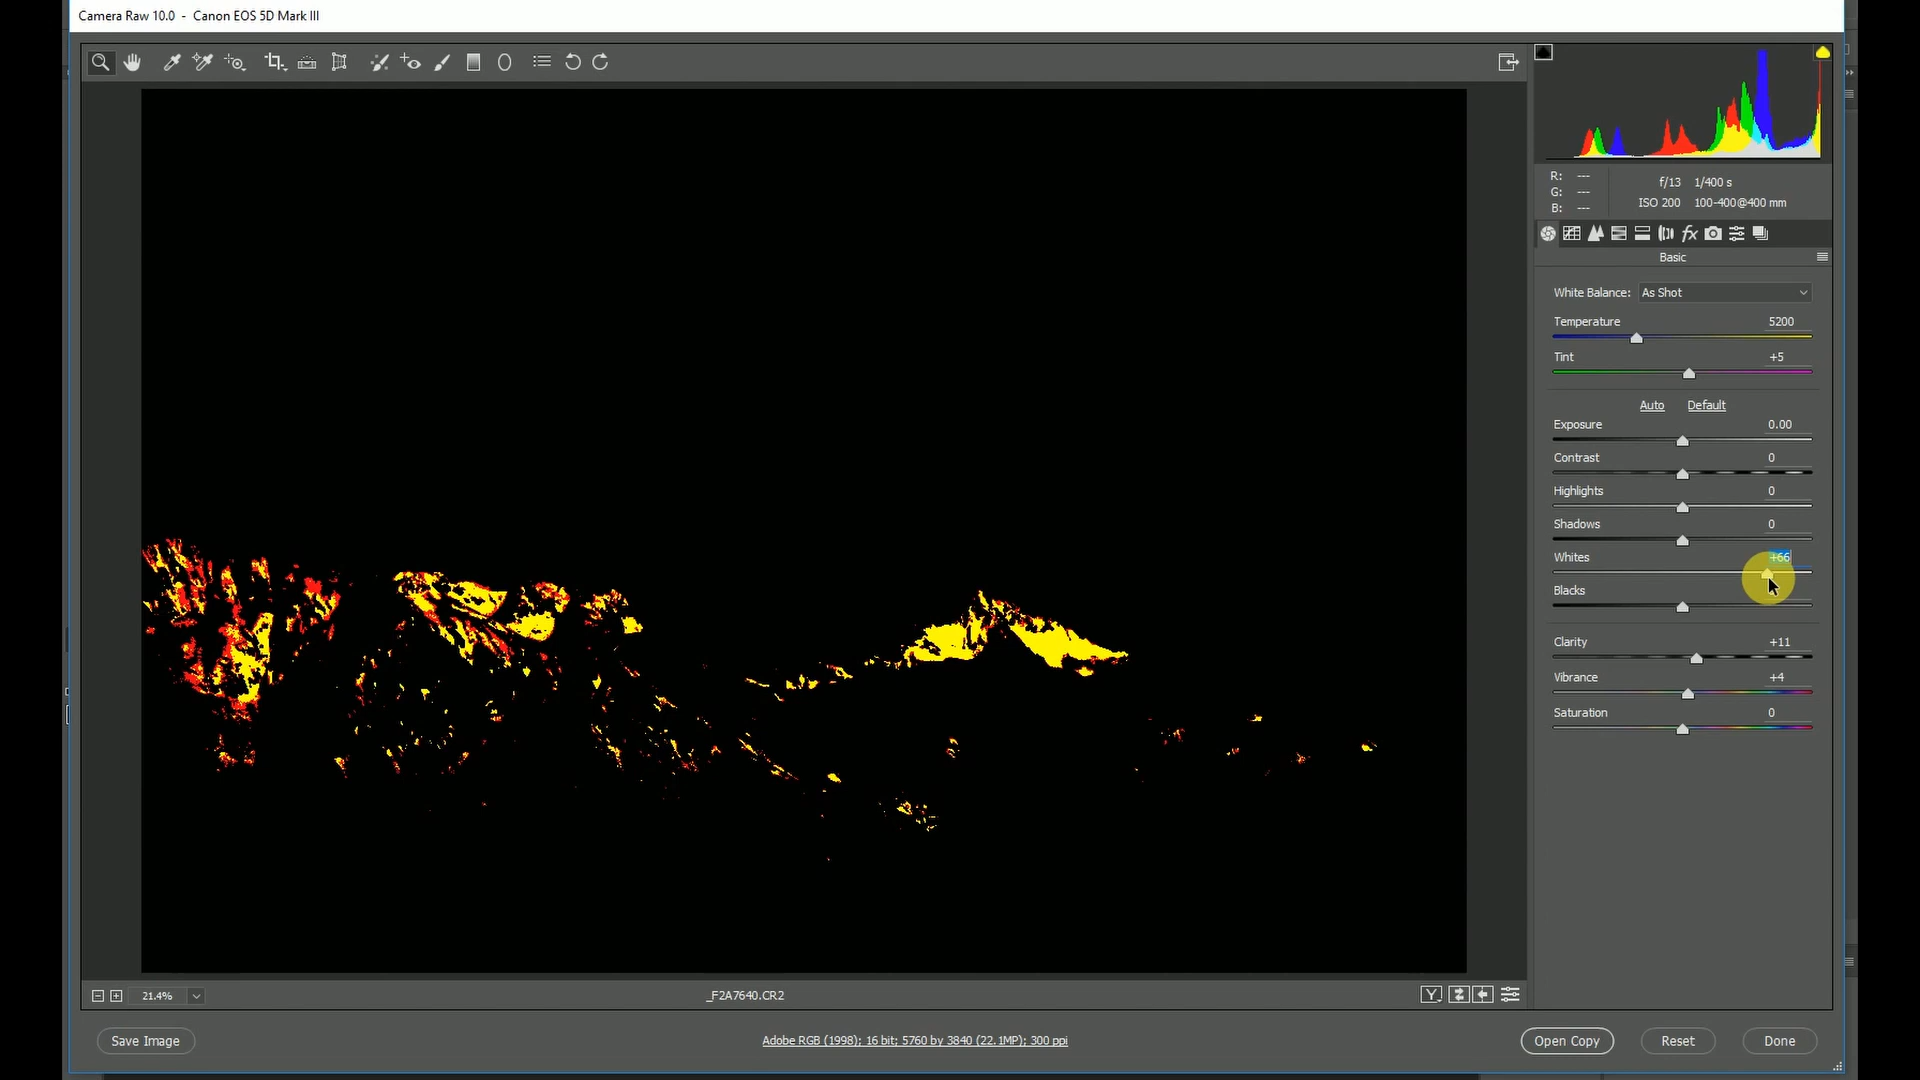 Camera Raw 10.0 - Canon EOS 5D Mark III
R: ---
G: ---
B: ---
f/13 1/400 s
ISO 200 100-400@400 mm
fx
Basic
White Balance: As Shot
Temperature 5200
Tint +5
Auto Default
Exposure 0.00
Contrast 0
Highlights 0
Shadows 0
Whites +66
Blacks
Clarity +11
Vibrance +4
Saturation 0
21.4%
_F2A7640.CR2
Y
Save Image
Adobe RGB (1998); 16 bit; 5760 by 3840 (22.1MP); 300 ppi
Open Copy
Reset
Done